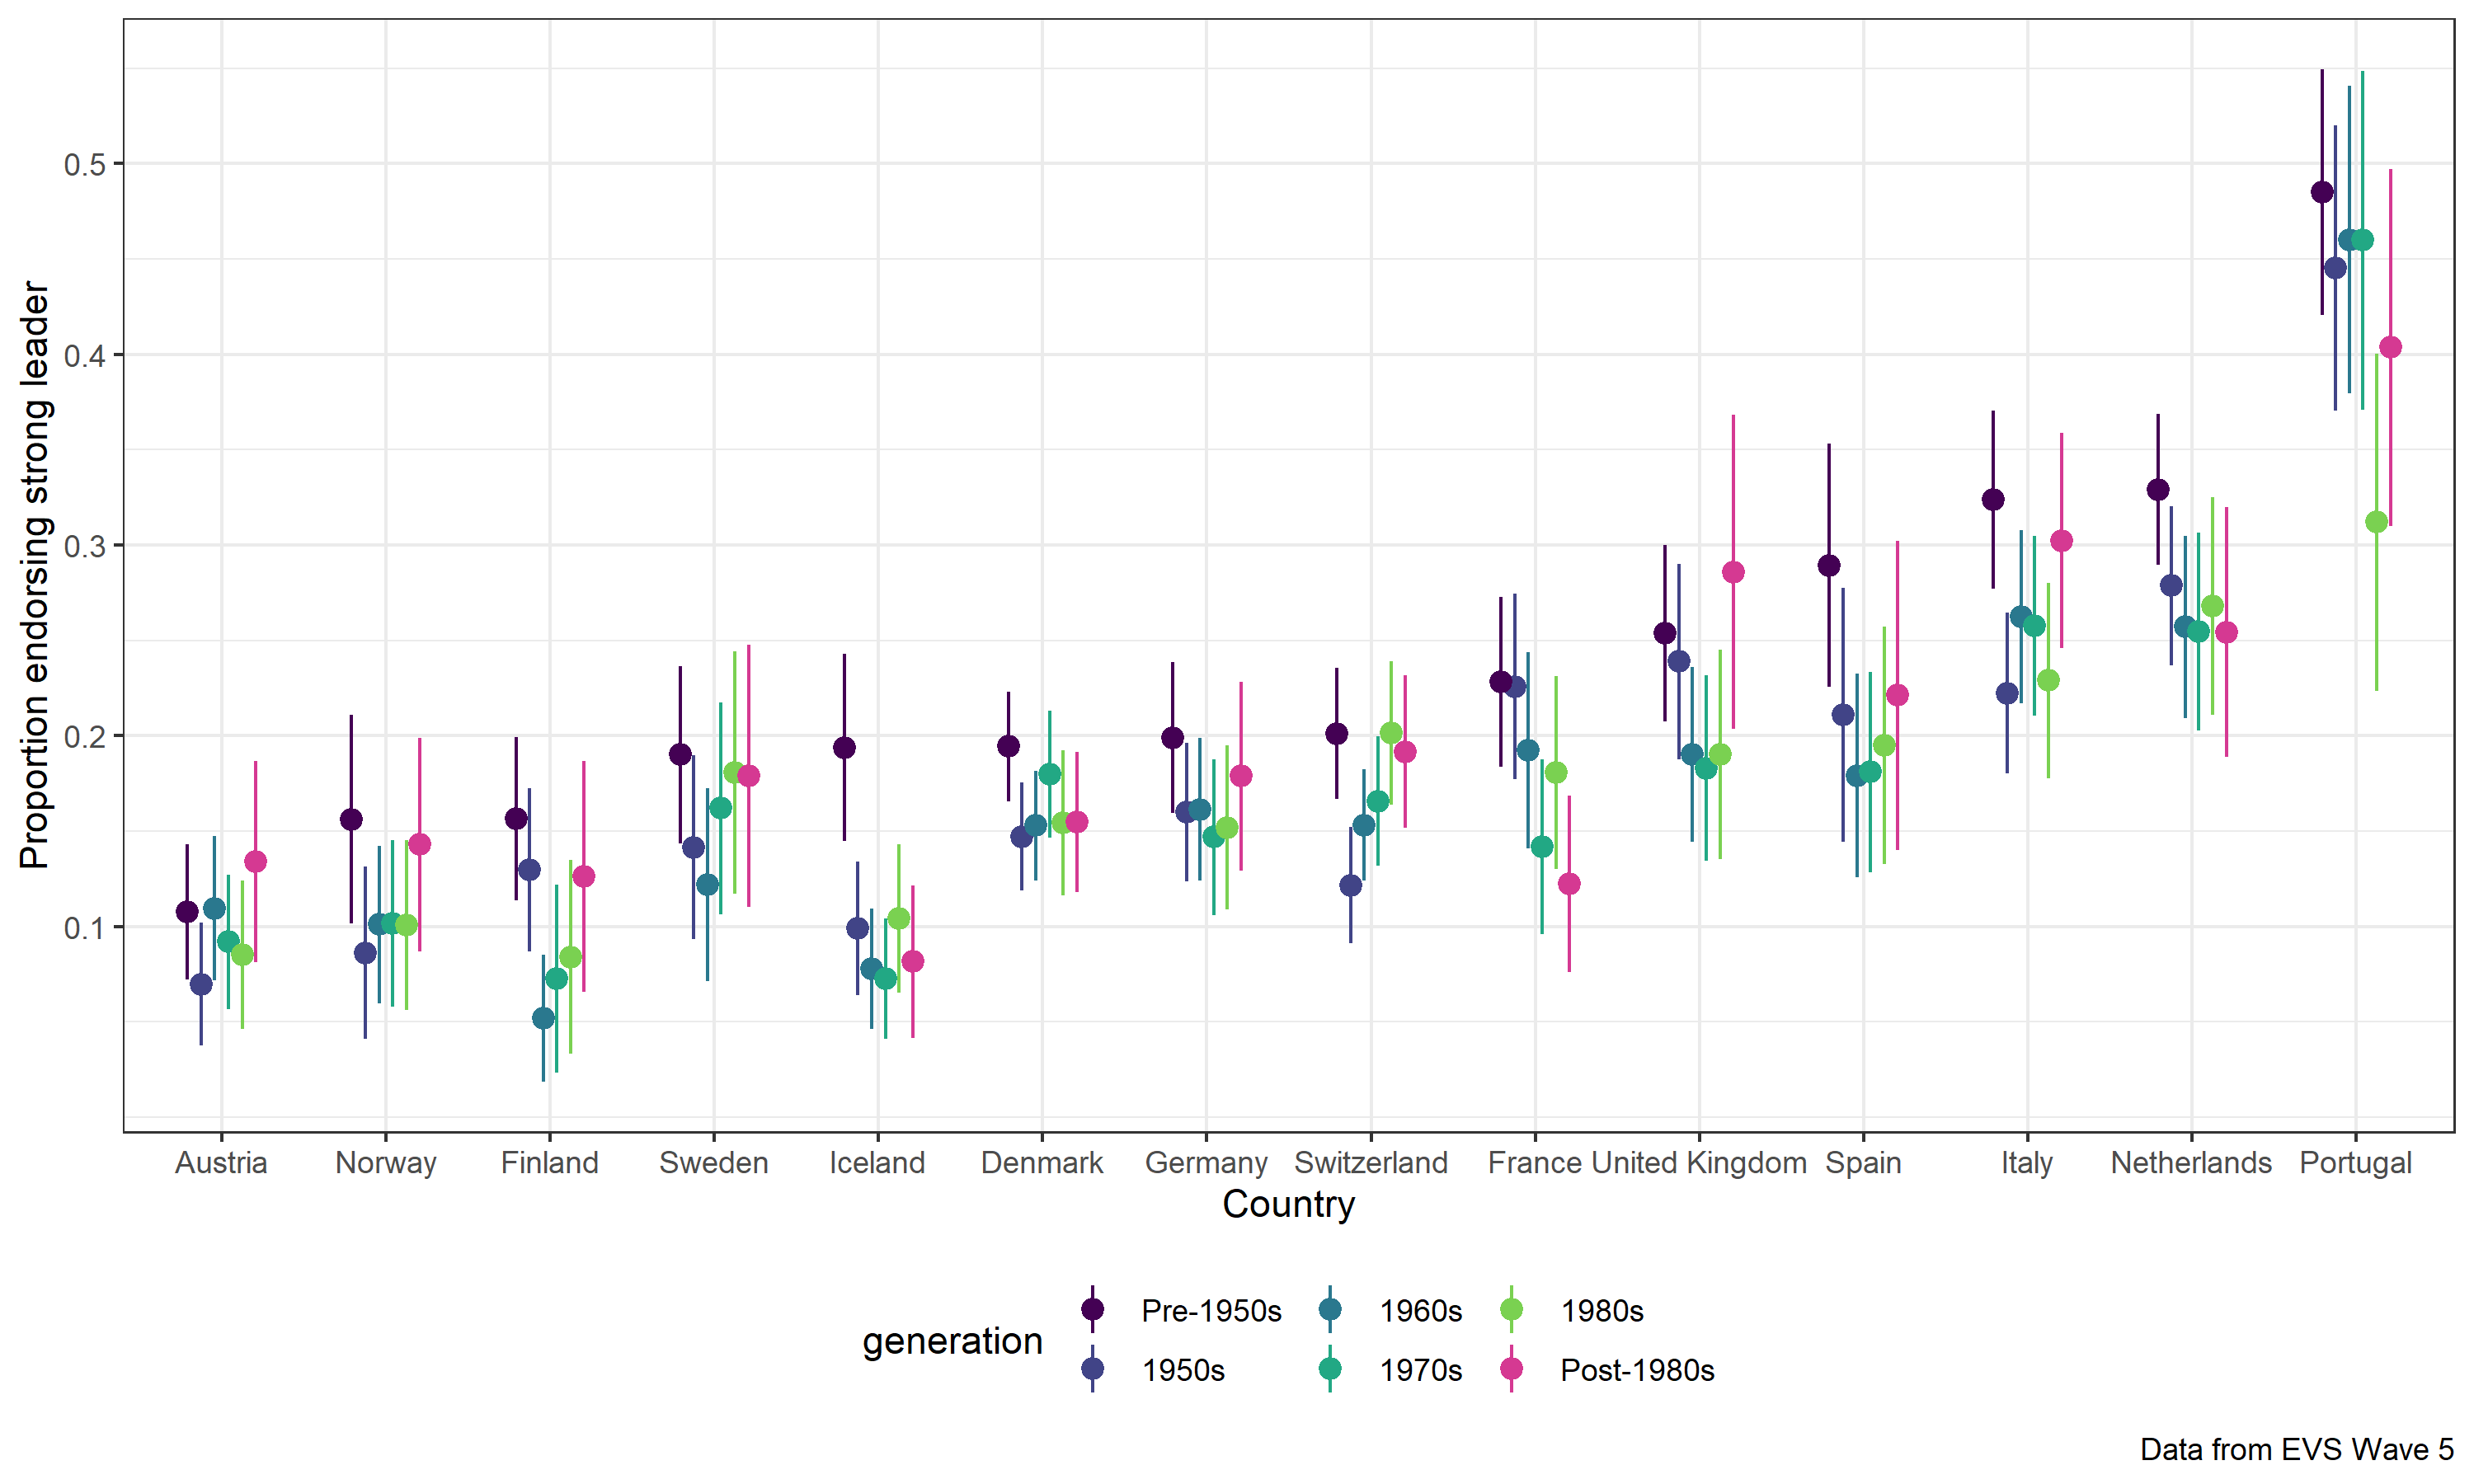 Proportion endorsing strong leader
0.5
0.4
0.3
0.2
0.1
Austria Norway Finland Sweden Iceland Denmark Germany Switzerland France United Kingdom Spain Italy Netherlands Portugal
Country
generation
Pre-1950s 1960s 1980s
1950s 1970s Post-1980s
Data from EVS Wave 5